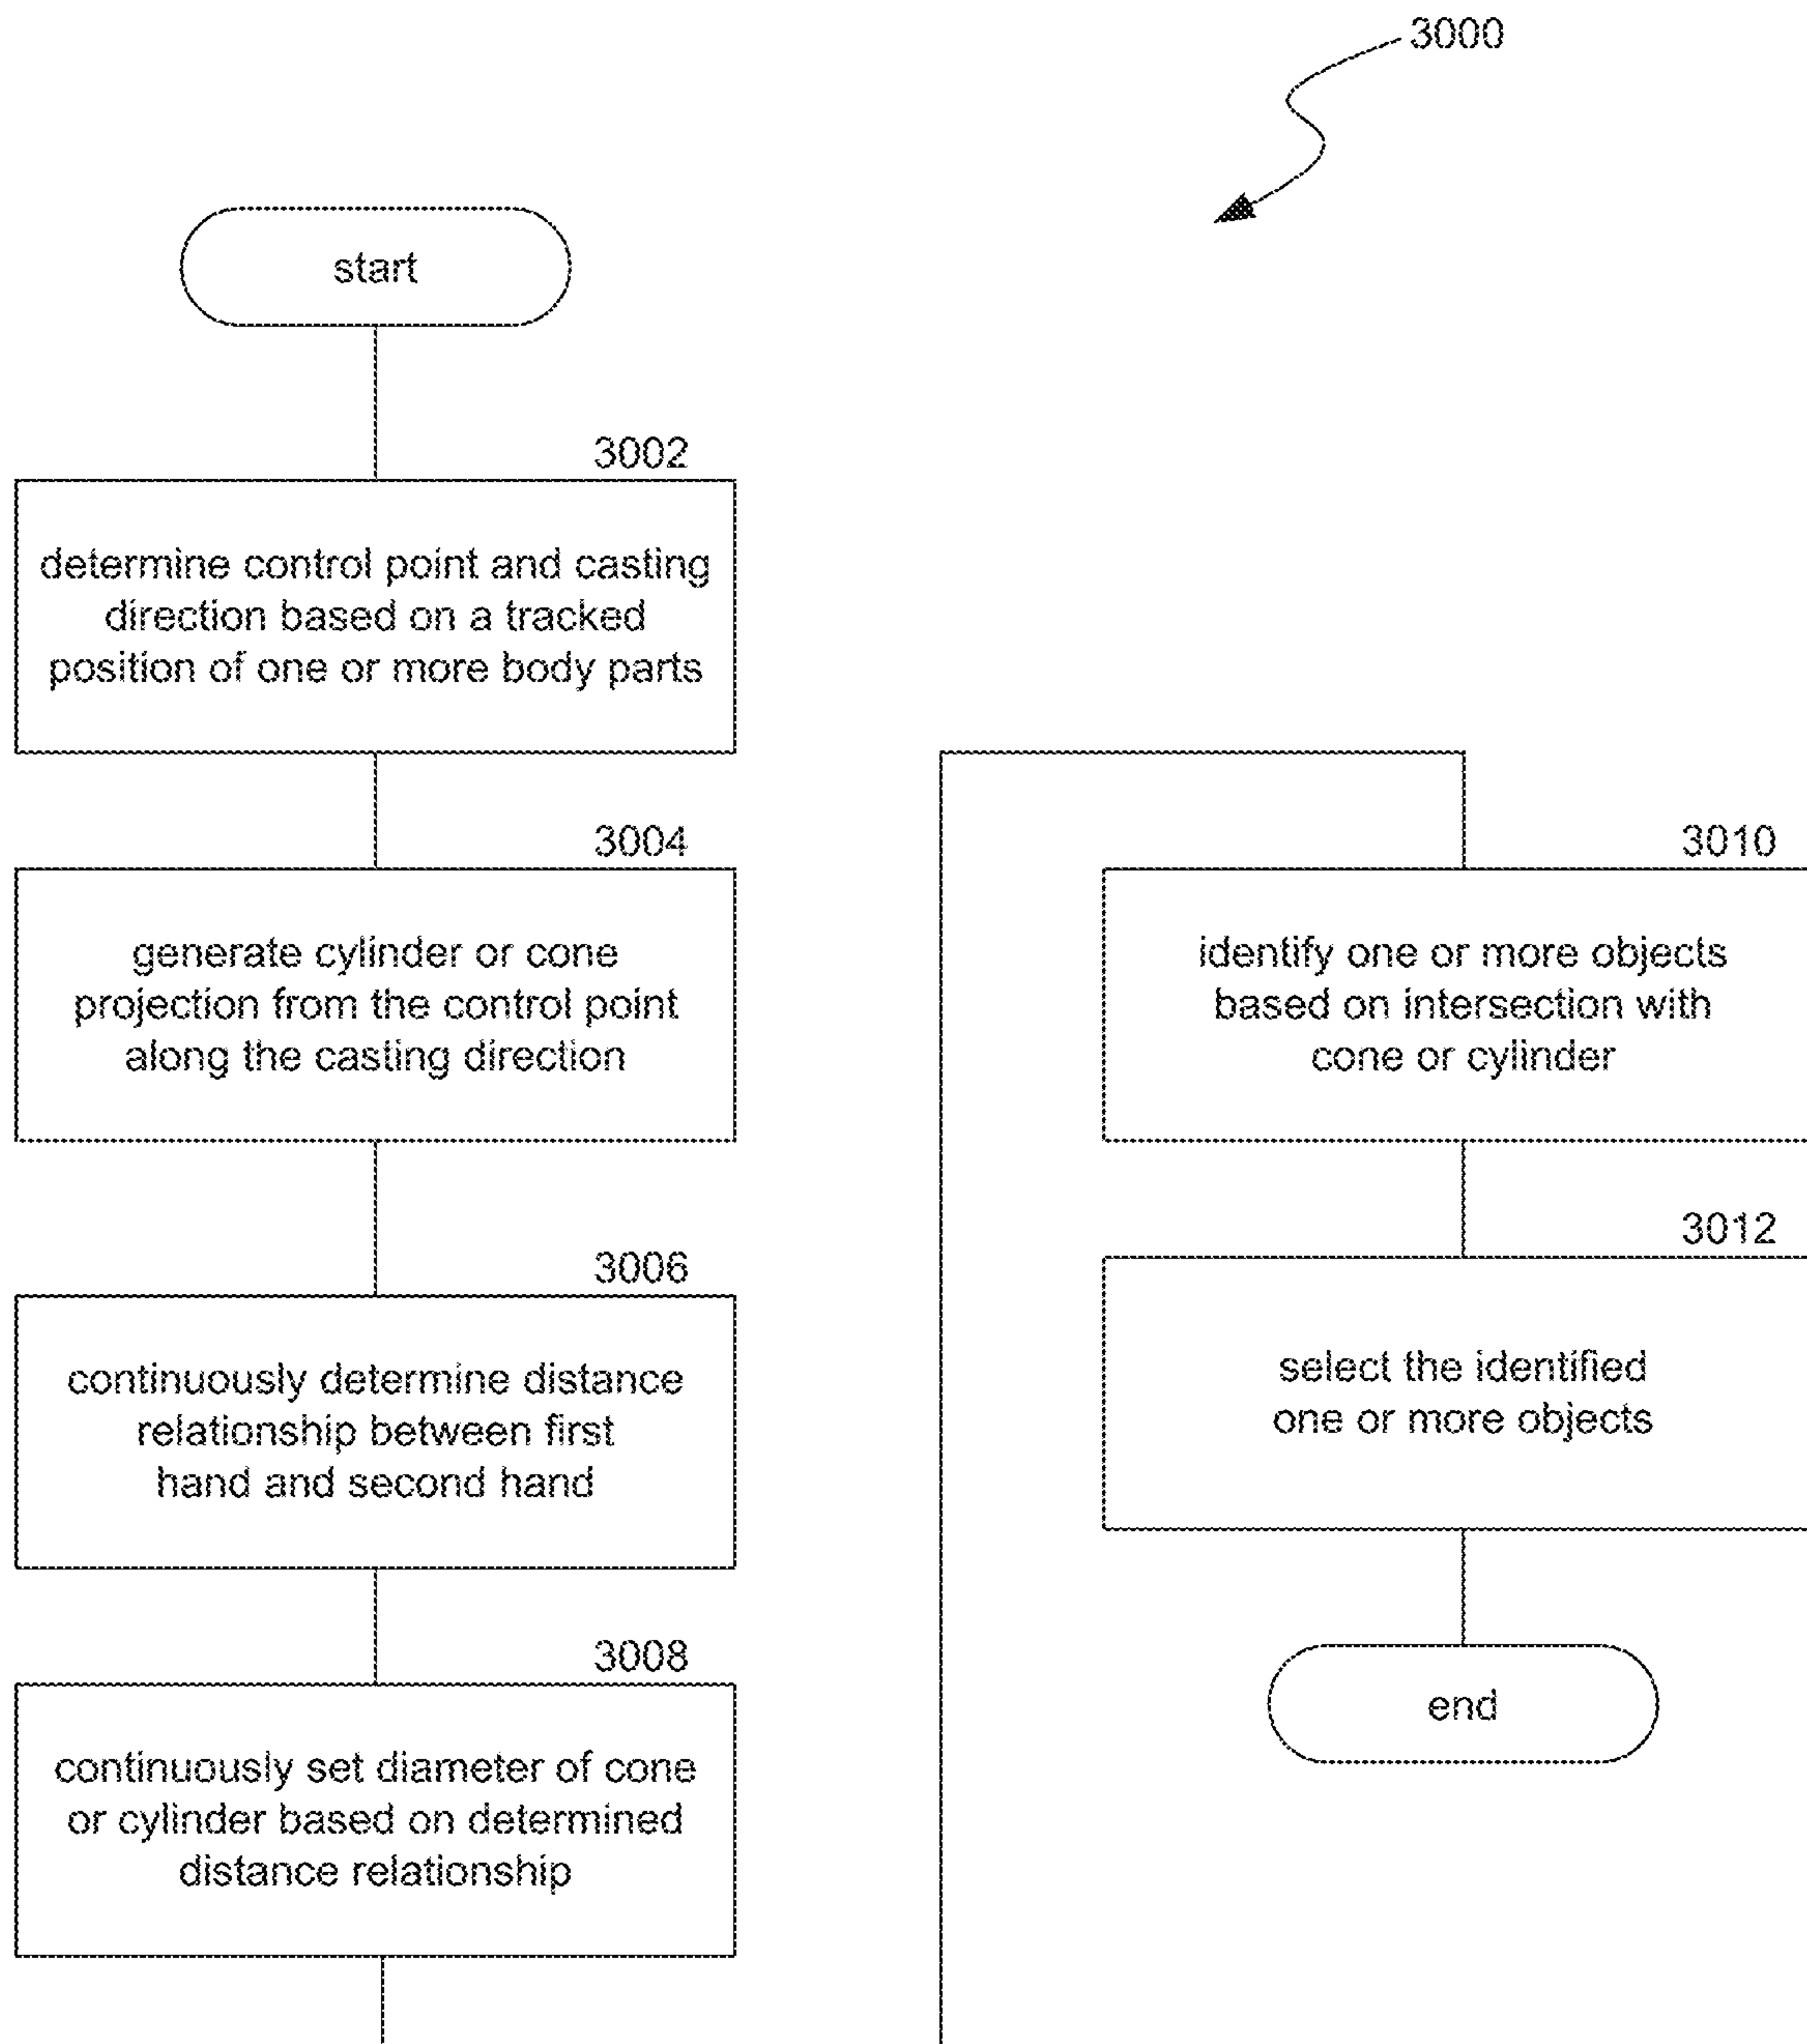 3000
start
3002
determine control point and casting
direction based on a tracked
position of one or more body parts
3004
generate cylinder or cone
projection from the control point
along the casting direction
3006
continuously determine distance
relationship between first
hand and second hand
3008
continuously set diameter of cone
or cylinder based on determined
distance relationship
3010
identify one or more objects
based on intersection with
cone or cylinder
3012
select the identified
one or more objects
end